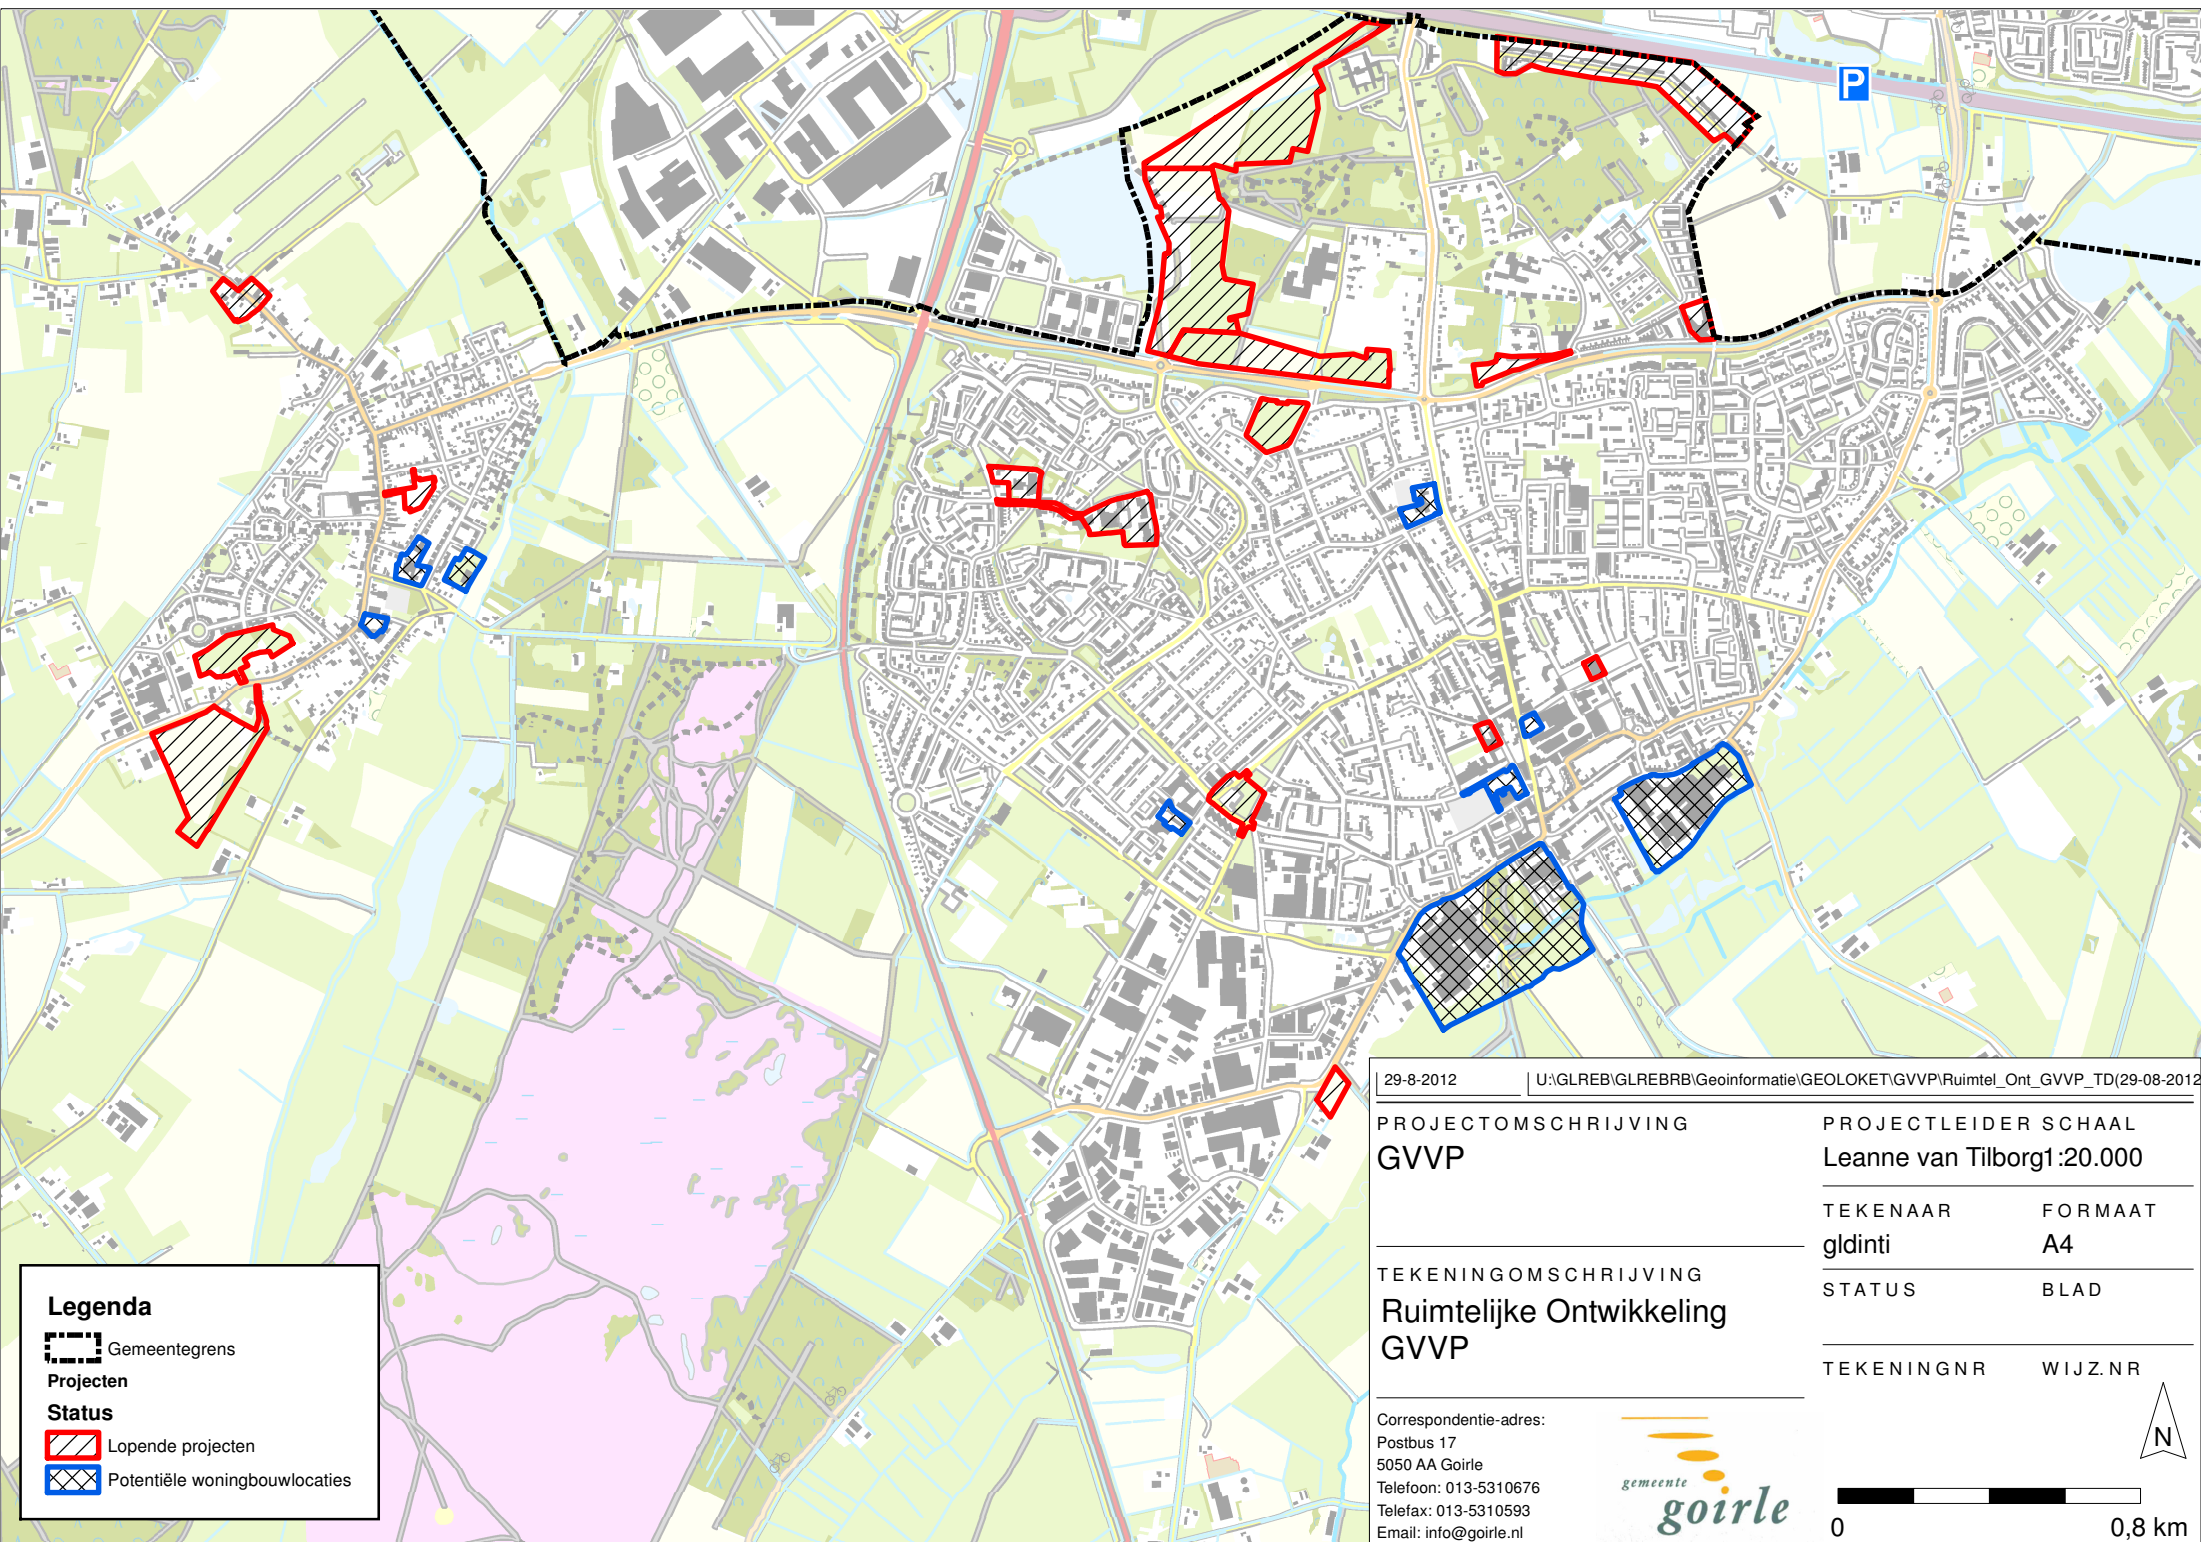 P
29-8-2012
U:\GLREB\GLREBRB\Geoinformatie\GEOLOKET\GVVP\Ruimtel_Ont_GVVP_TD(29-08-2012
PROJECTOMSCHRIJVING
GVVP
PROJECTLEIDER SCHAAL
Leanne van Tilborg1:20.000
TEKENAAR FORMAAT
gldinti A4
TEKENINGOMSCHRIJVING
Ruimtelijke Ontwikkeling
GVVP
STATUS BLAD
TEKENINGNR WIJZ.NR
N
Correspondentie-adres:
Postbus 17
5050 AA Goirle
Telefoon: 013-5310676
Telefax: 013-5310593
Email: info@goirle.nl
gemeente
goirle
0 0,8 km
Legenda
Gemeentegrens
Projecten
Status
Lopende projecten
Potentiële woningbouwlocaties